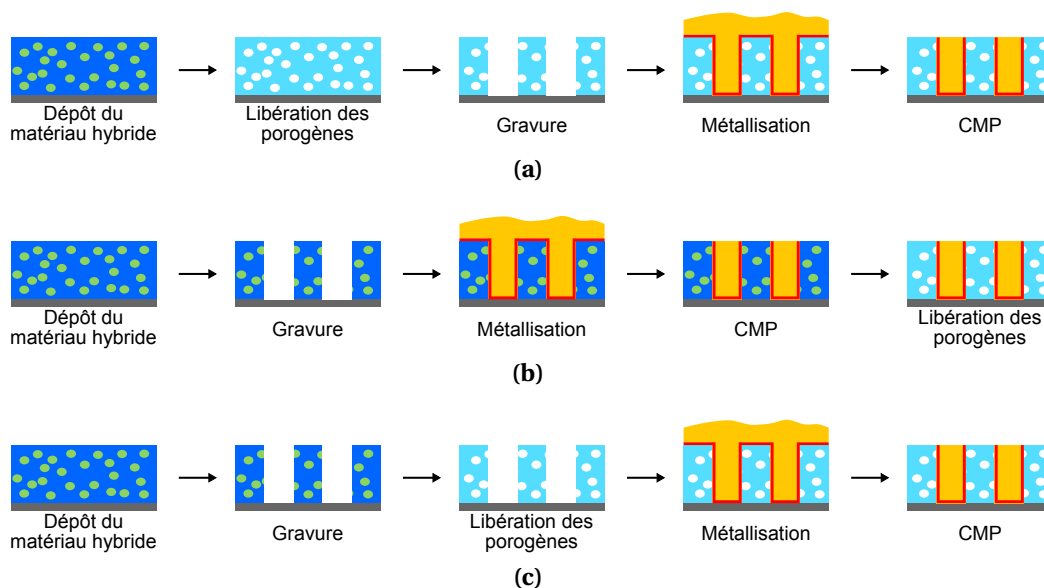 Dépôt du
matériau hybride
Libération des
porogènes
Gravure
Métallisation
CMP
(a)
Dépôt du
matériau hybride
Gravure
Métallisation
CMP
Libération des
porogènes
(b)
Dépôt du
matériau hybride
Gravure
Libération des
porogènes
Métallisation
CMP
(c)